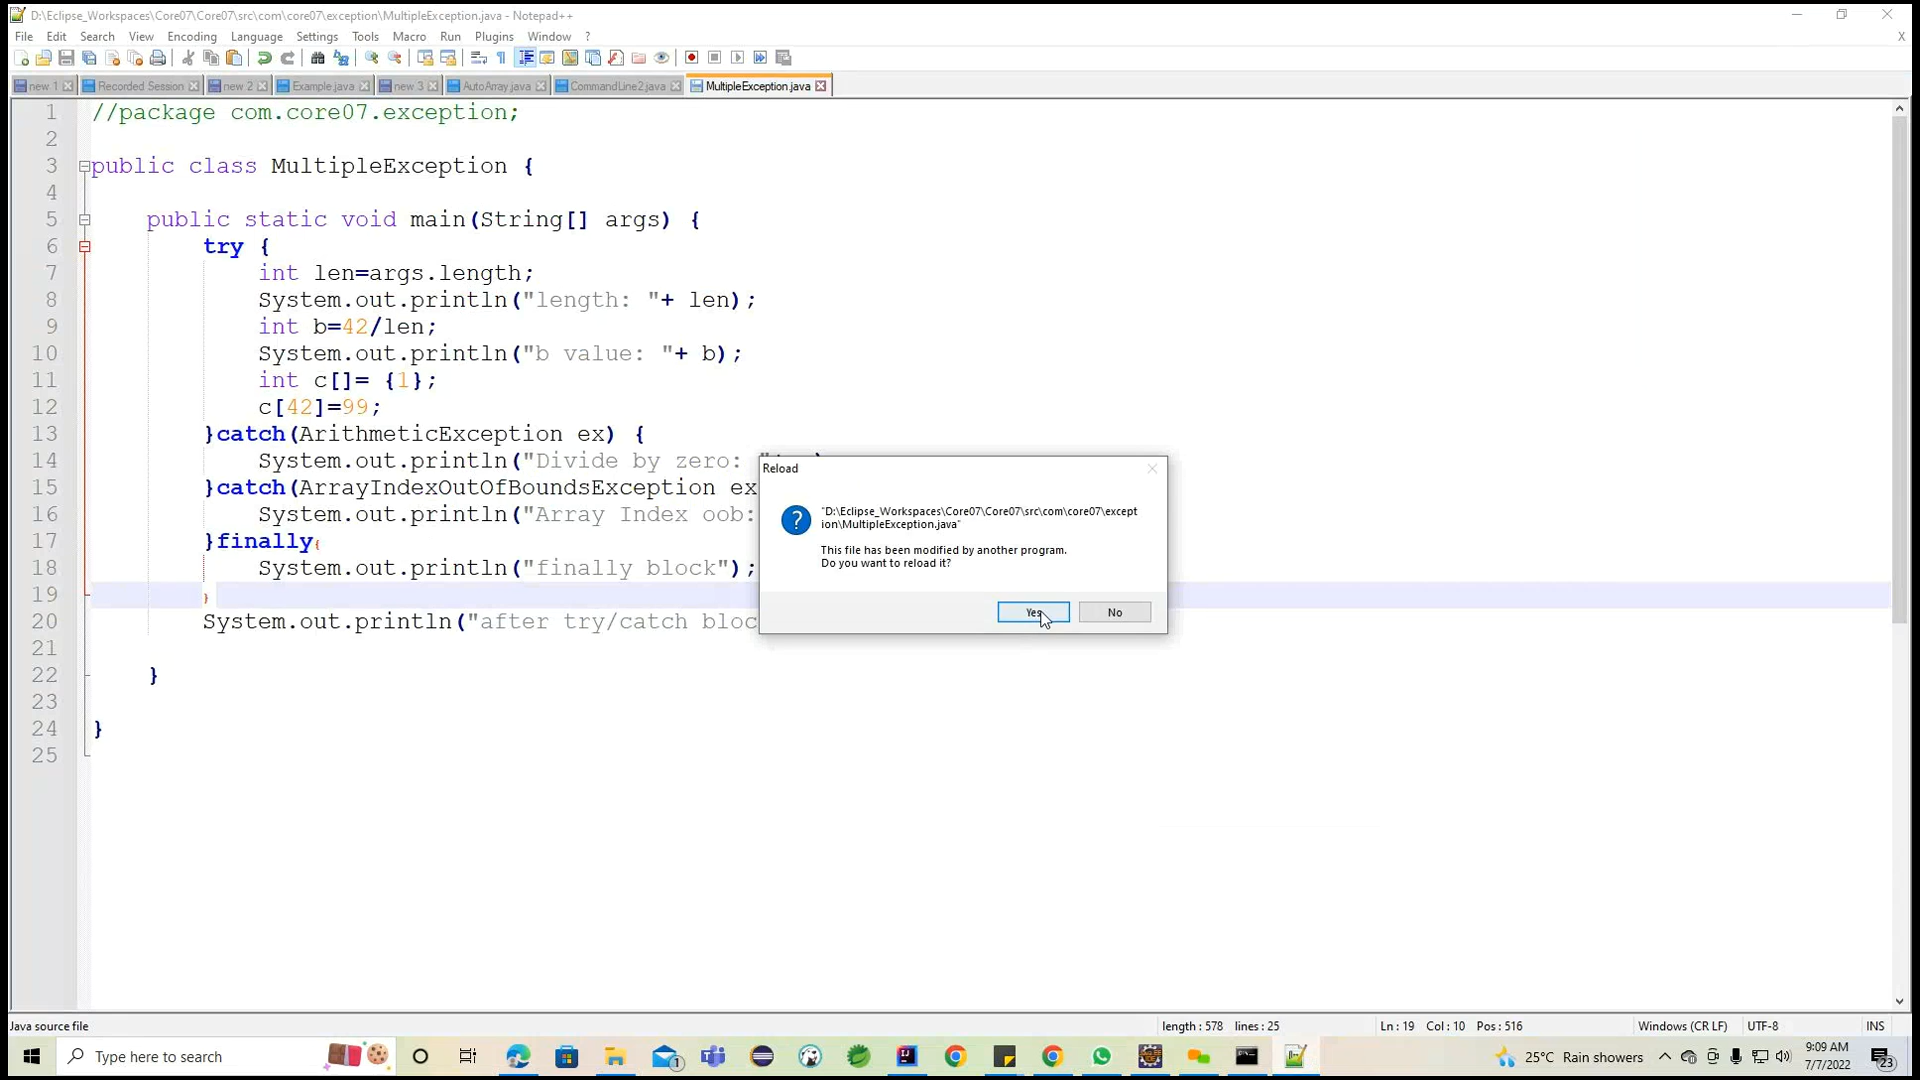 D:\Eclipse_Workspaces\Core07\Core07\src\com\core07\exception\MultipleException.java - Notepad++
File Edit Search View Encoding Language Settings Tools Macro Run Plugins Window ?
X
new 1 Recorded Session new 2 Example.java new 3 AutoArray.java CommandLine2.java MultipleException.java
1 //package com.core07.exception;
2
3 public class MultipleException {
4
5 public static void main(String[] args) {
6 try {
7 int len=args.length;
8 System.out.println("length: "+ len);
9 int b=42/len;
10 System.out.println("b value: "+ b);
11 int c[]= {1};
12 c[42]=99;
13 }catch(ArithmeticException ex) {
14 System.out.println("Divide by zero:
15 }catch(ArrayIndexOutOfBoundsException ex
16 System.out.println("Array Index oob:
17 }finally{
18 System.out.println("finally block");
19 }
20 System.out.println("after try/catch bloc
21
22 }
23
24 }
25
Reload
"D:\Eclipse_Workspaces\Core07\Core07\src\com\core07\except
ion\MultipleException.java"
This file has been modified by another program.
Do you want to reload it?
Yes No
Java source file length : 578 lines : 25 Ln : 19 Col : 10 Pos : 516 Windows (CR LF) UTF-8 INS
Type here to search 1 25°C Rain showers 9:09 AM
7/7/2022 23